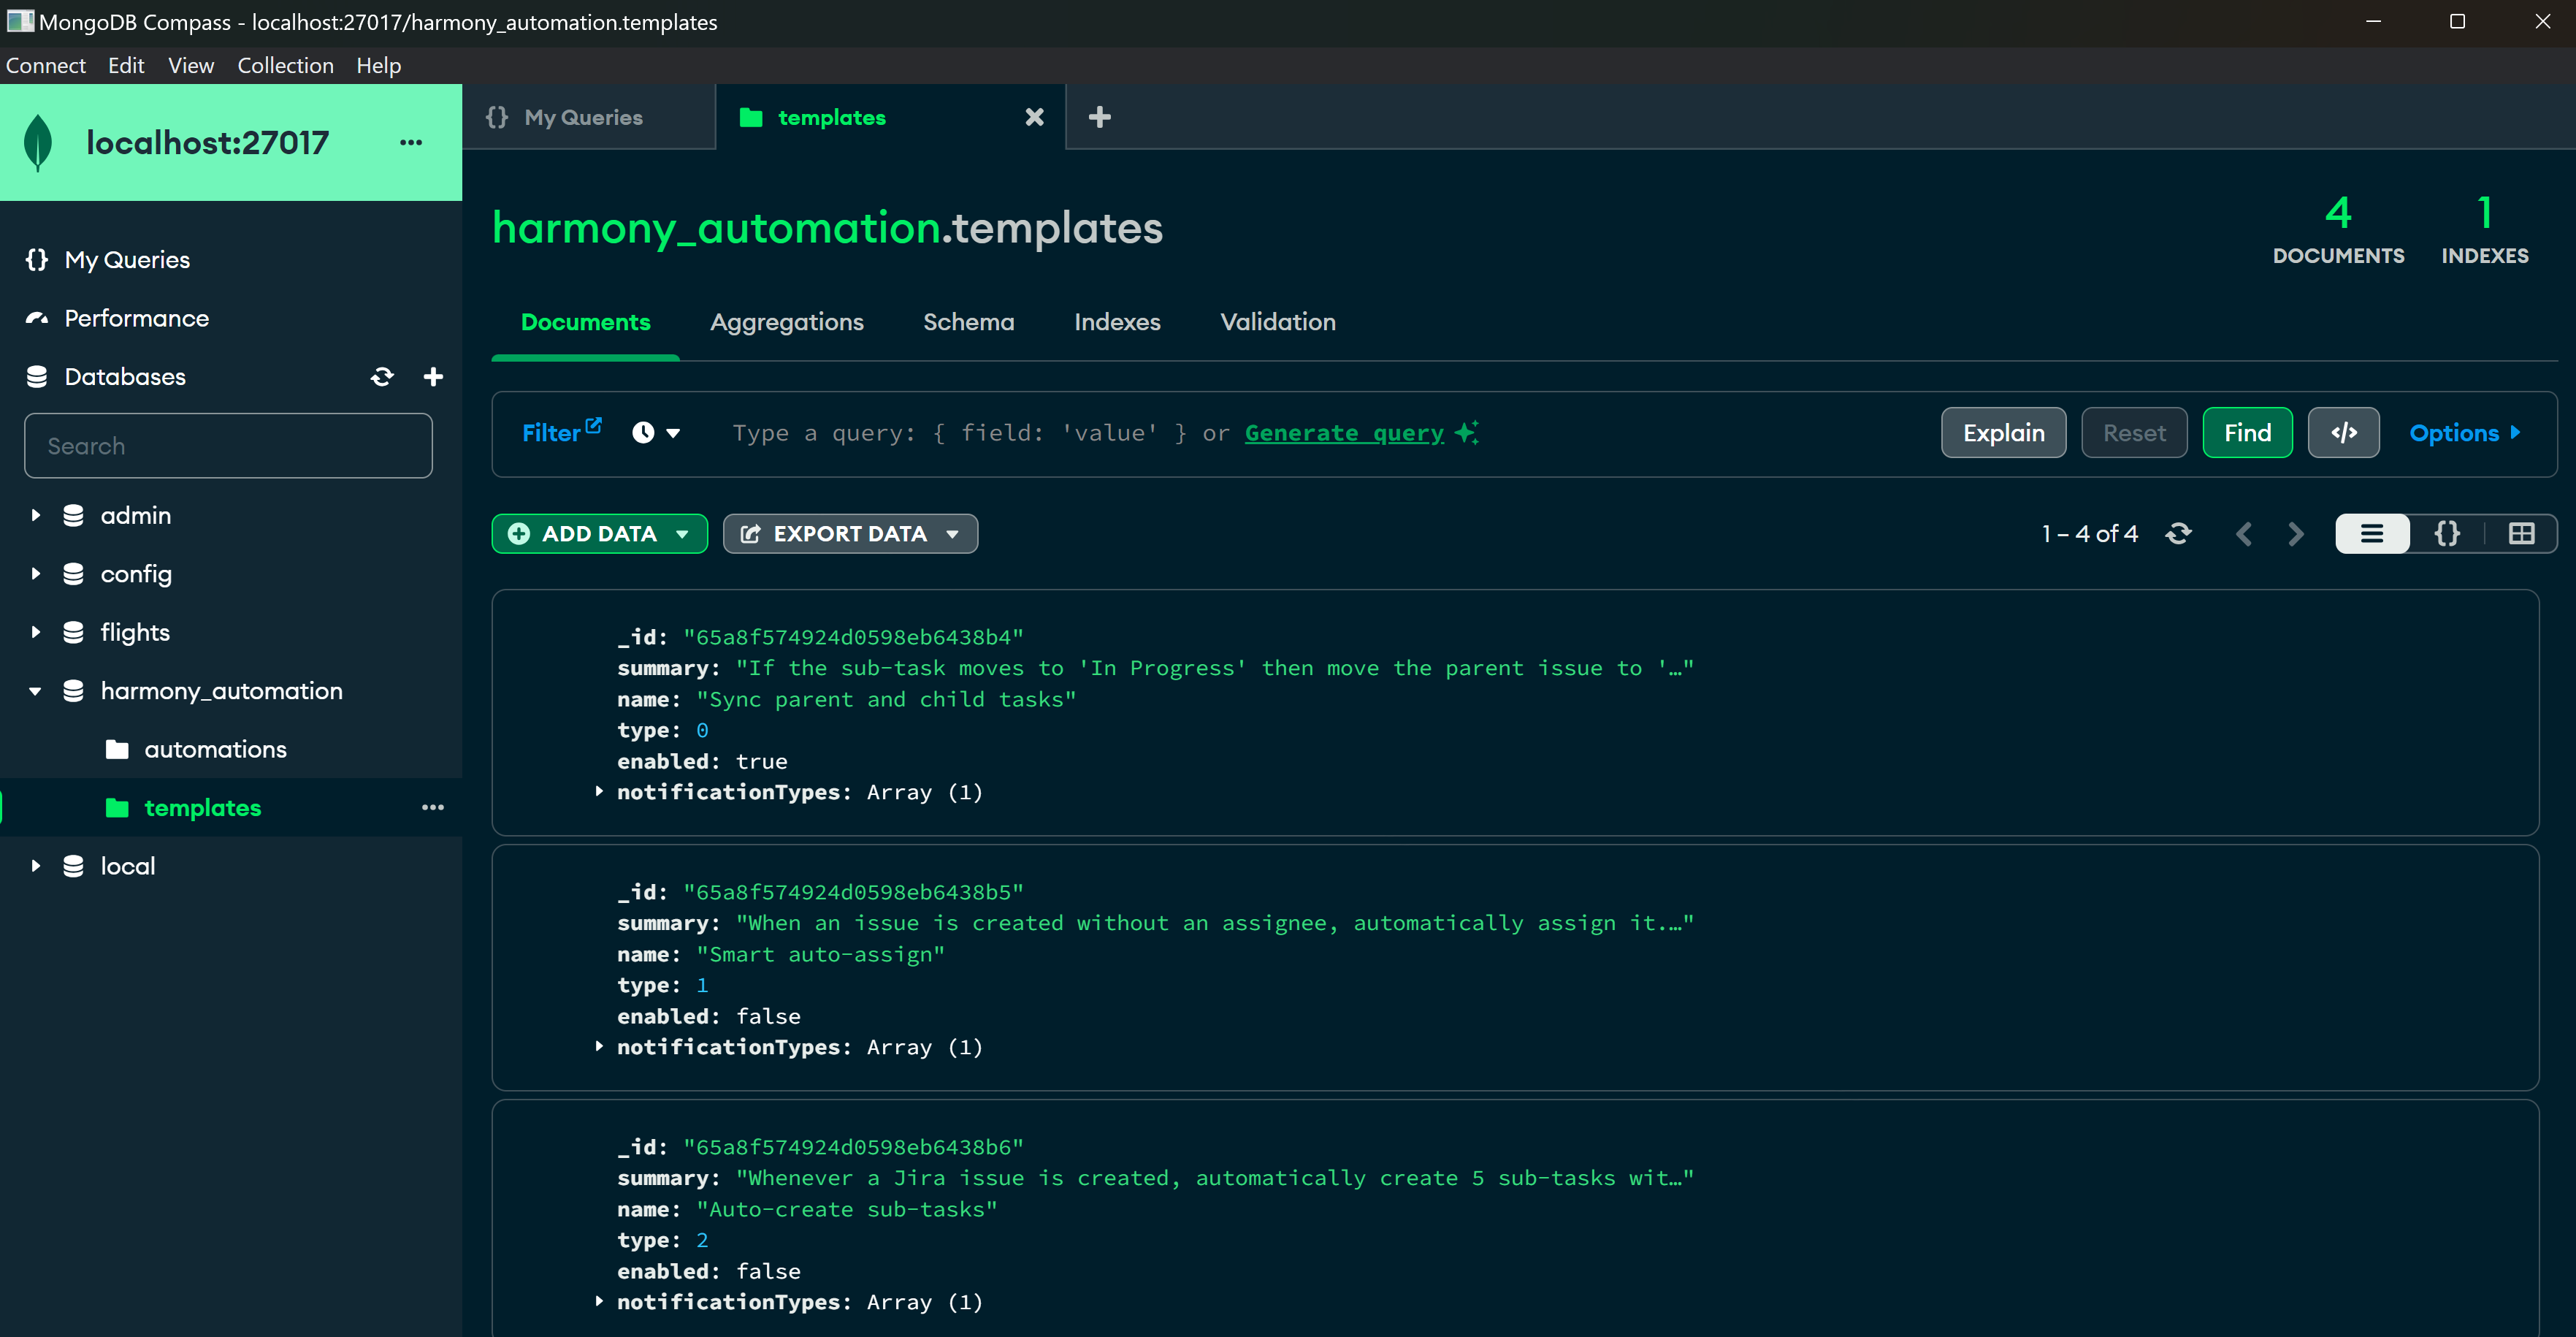 MongoDB Compass - localhost:27017/harmony_automation.templates
Connect Edit View Collection Help
localhost:27017
My Queries
Performance
Databases
Search
admin
config
flights
harmony_automation
automations
templates
local
My Queries
templates
harmony_automation.templates
4
DOCUMENTS
1
INDEXES
Documents Aggregations Schema Indexes Validation
Filter Type a query: { field: 'value' } or Generate query Explain Reset Find </> Options
ADD DATA EXPORT DATA 1 – 4 of 4 {}
_id: "65a8f574924d0598eb6438b4"
summary: "If the sub-task moves to 'In Progress' then move the parent issue to '…"
name: "Sync parent and child tasks"
type: 0
enabled: true
notificationTypes: Array (1)
_id: "65a8f574924d0598eb6438b5"
summary: "When an issue is created without an assignee, automatically assign it.…"
name: "Smart auto-assign"
type: 1
enabled: false
notificationTypes: Array (1)
_id: "65a8f574924d0598eb6438b6"
summary: "Whenever a Jira issue is created, automatically create 5 sub-tasks wit…"
name: "Auto-create sub-tasks"
type: 2
enabled: false
notificationTypes: Array (1)